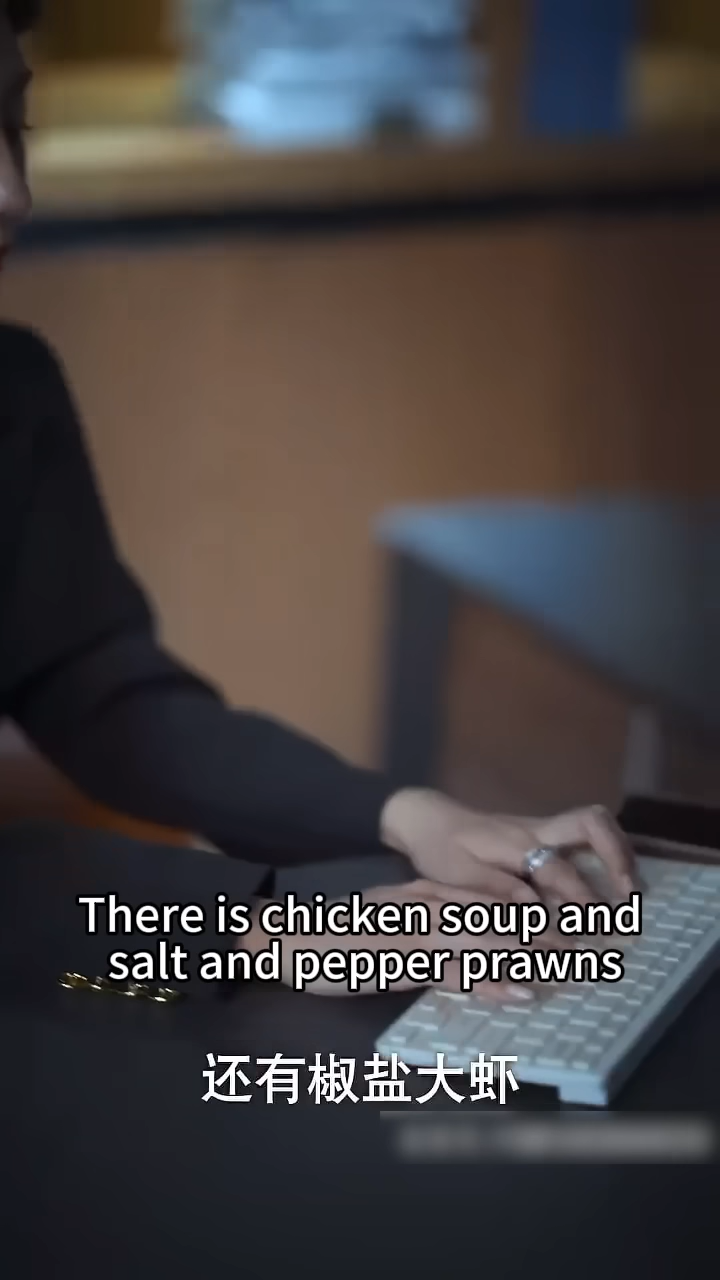 There is chicken soup and
salt and pepper prawns
还有椒盐大虾